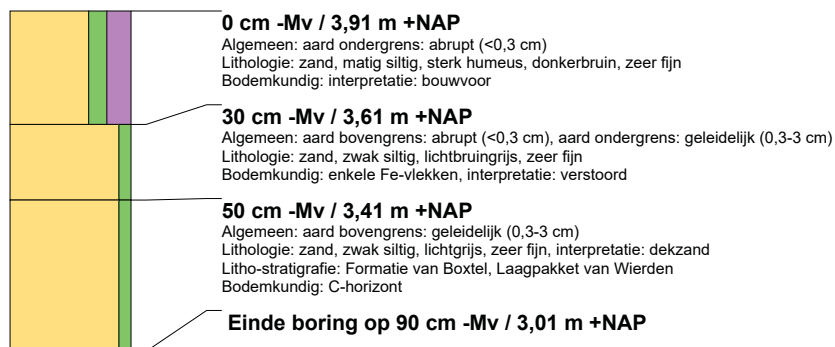 0 cm -Mv / 3,91 m +NAP
Algemeen: aard ondergrens: abrupt (<0,3 cm)
Lithologie: zand, matig siltig, sterk humeus, donkerbruin, zeer fijn
Bodemkundig: interpretatie: bouwvoor
30 cm -Mv / 3,61 m +NAP
Algemeen: aard bovengrens: abrupt (<0,3 cm), aard ondergrens: geleidelijk (0,3-3 cm)
Lithologie: zand, zwak siltig, lichtbruingrijs, zeer fijn
Bodemkundig: enkele Fe-vlekken, interpretatie: verstoord
50 cm -Mv / 3,41 m +NAP
Algemeen: aard bovengrens: geleidelijk (0,3-3 cm)
Lithologie: zand, zwak siltig, lichtgrijs, zeer fijn, interpretatie: dekzand
Litho-stratigrafie: Formatie van Boxtel, Laagpakket van Wierden
Bodemkundig: C-horizont
Einde boring op 90 cm -Mv / 3,01 m +NAP